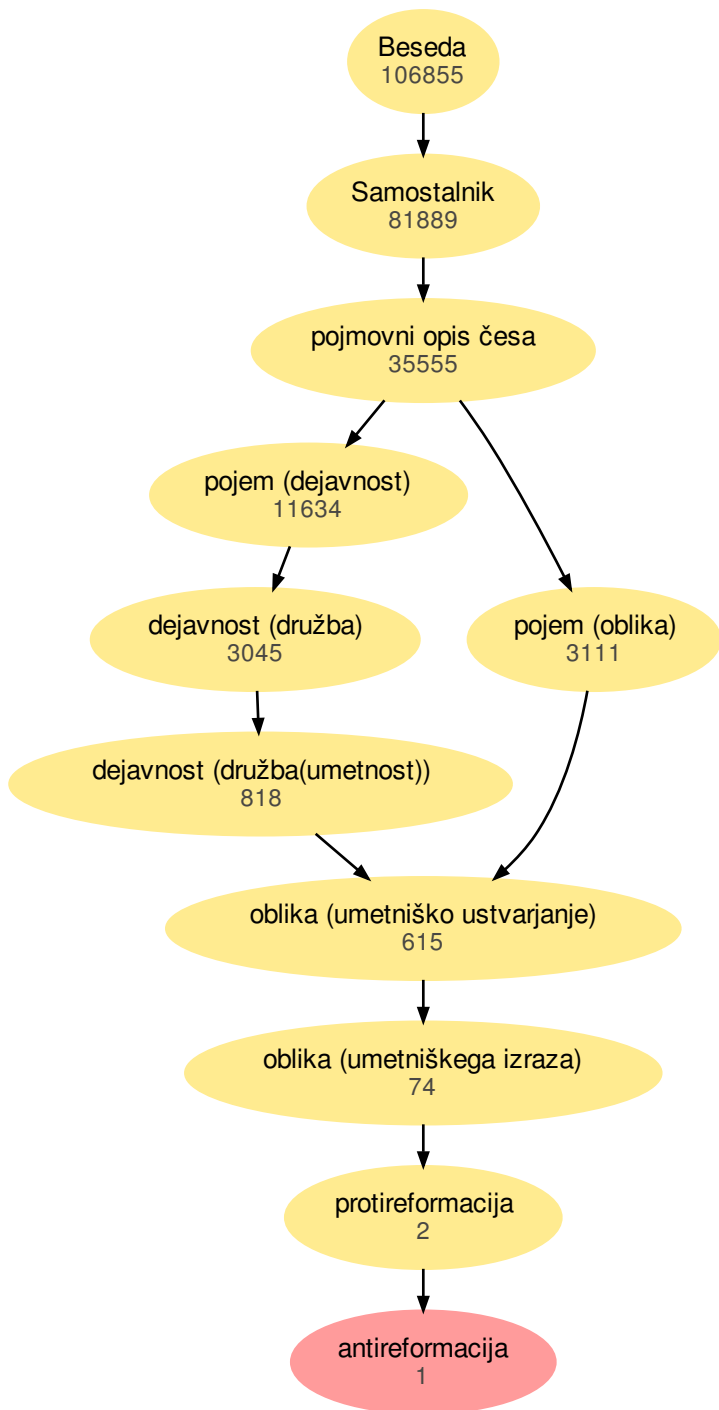 Beseda
106855
Samostalnik
81889
pojmovni opis česa
35555
pojem (dejavnost)
11634
dejavnost (družba)
3045
pojem (oblika)
3111
dejavnost (družba(umetnost))
818
oblika (umetniško ustvarjanje)
615
oblika (umetniškega izraza)
74
protireformacija
2
antireformacija
1